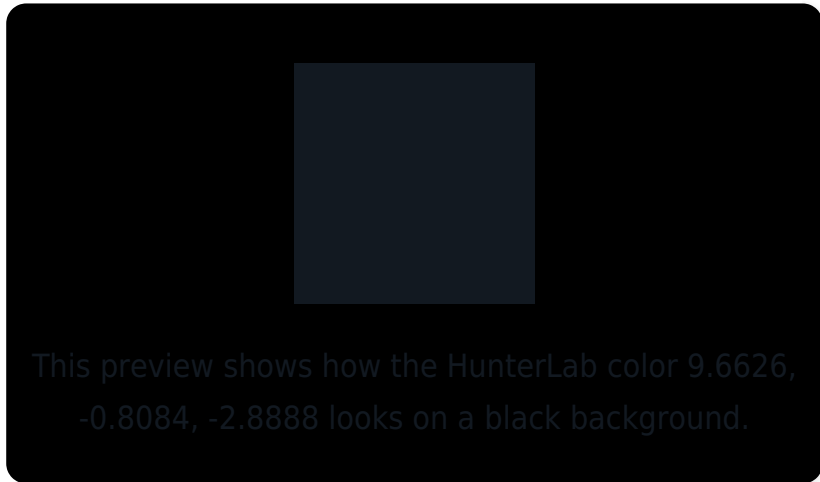 This preview shows how the HunterLab color 9.6626,
-0.8084, -2.8888 looks on a black background.